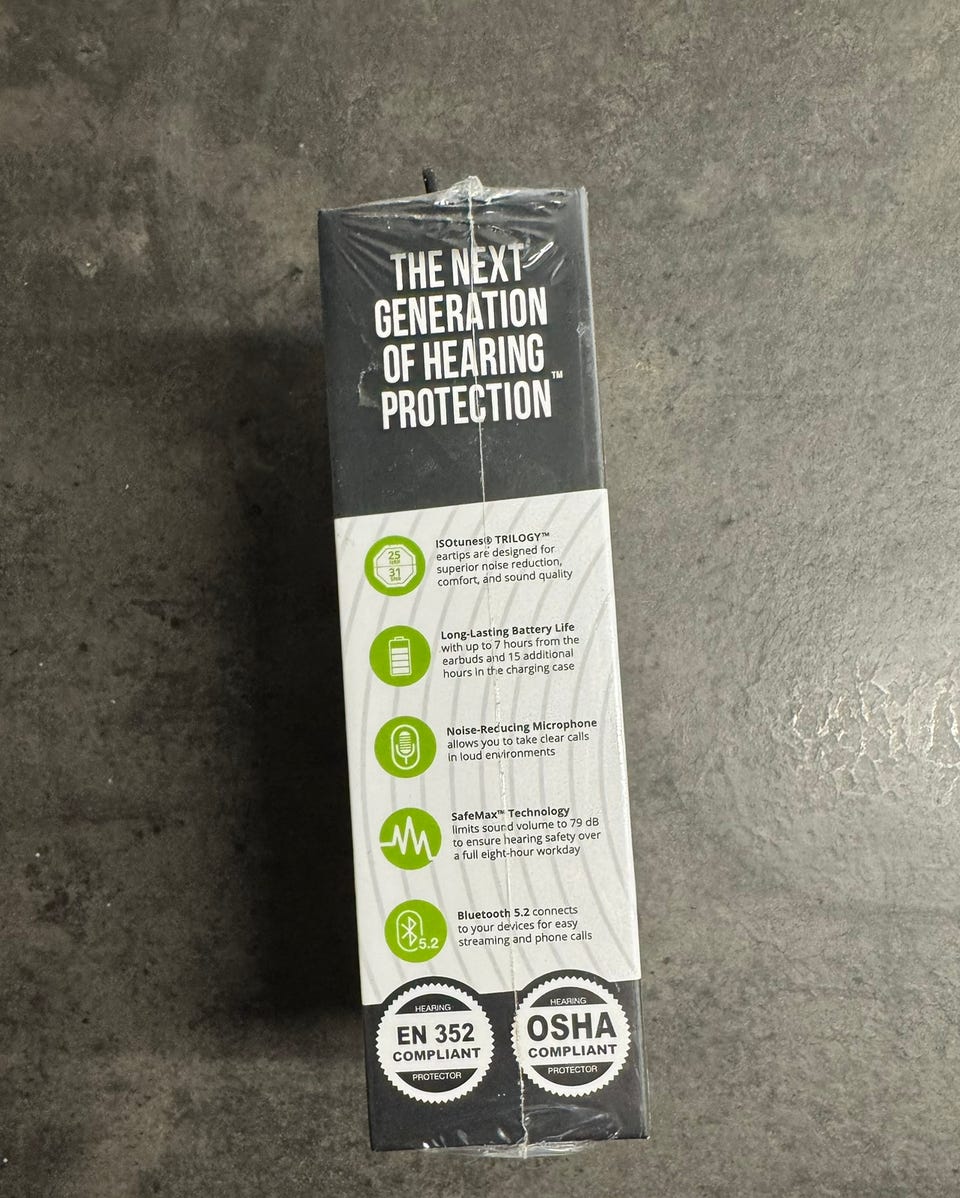 THE NEXT
GENERATION
OF HEARING
PROTECTION™
25
31
ISOtunes® TRILOGY™
eartips are designed for
superior noise reduction,
comfort, and sound quality
Long-Lasting Battery Life
with up to 7 hours from the
earbuds and 15 additional
hours in the charging case
Noise-Reducing Microphone
allows you to take clear calls
in loud environments
SafeMax™ Technology
limits sound volume to 79 dB
to ensure hearing safety over
a full eight-hour workday
5.2
Bluetooth 5.2 connects
to your devices for easy
streaming and phone calls
HEARING
EN 352
COMPLIANT
PROTECTOR
HEARING
OSHA
COMPLIANT
PROTECTOR